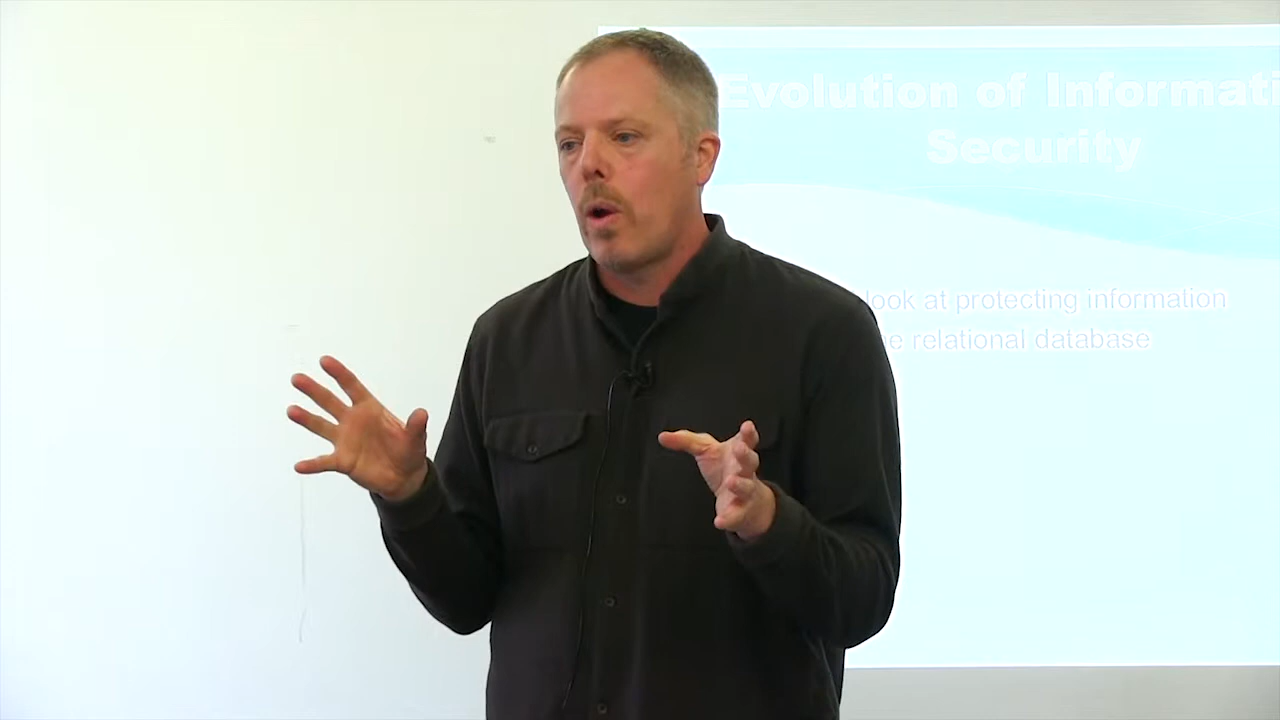 Evolution of Informati
Security
look at protecting information
relational database